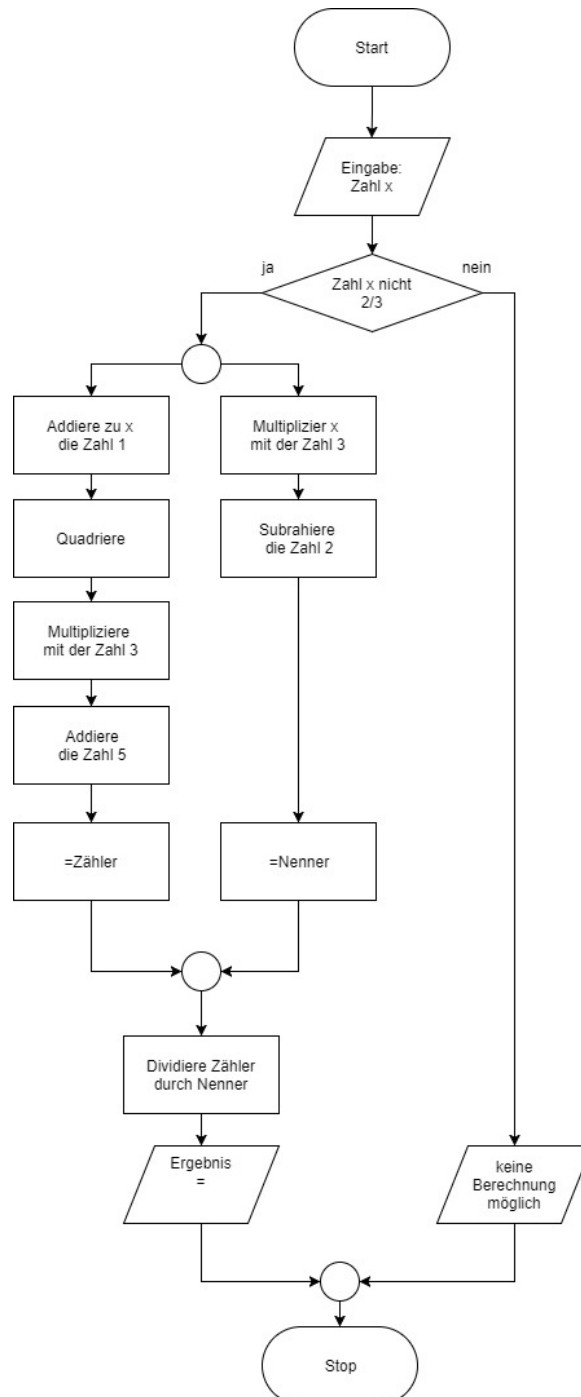 Start
Eingabe:
Zahl x
ja
nein
Zahl x nicht
2/3
Addiere zu x
die Zahl 1
Multiplizier x
mit der Zahl 3
Quadriere
Subrahiere
die Zahl 2
Multipliziere
mit der Zahl 3
Addiere
die Zahl 5
=Zähler
=Nenner
Dividiere Zähler
durch Nenner
Ergebnis
=
keine
Berechnung
möglich
Stop